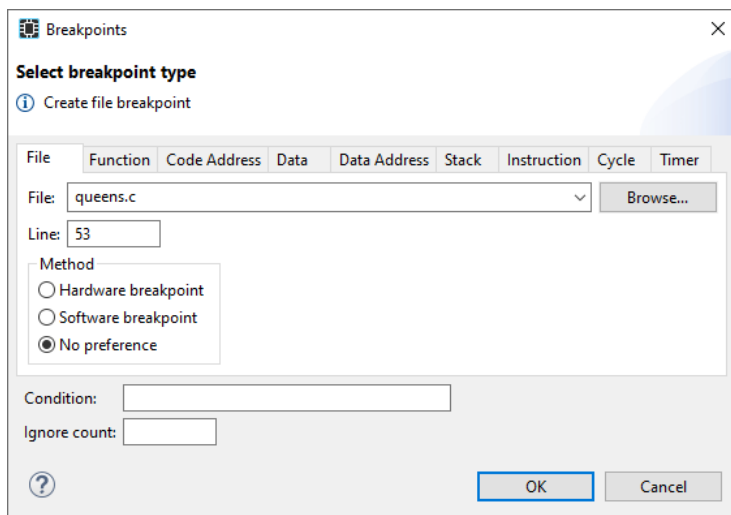 Breakpoints
Select breakpoint type
Create file breakpoint
File Function Code Address Data Data Address Stack Instruction Cycle Timer
File: queens.c Browse...
Line: 53
Method
Hardware breakpoint
Software breakpoint
No preference
Condition:
Ignore count:
? OK Cancel